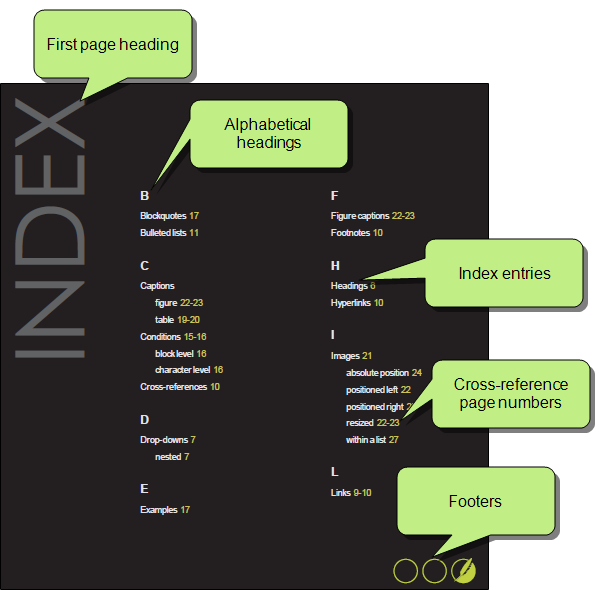 First page heading
INDEX
Alphabetical
headings
B
Blockquotes 17
Bulleted lists 11
C
Captions
figure 22-23
table 19-20
Conditions 15-16
block level 16
character level 16
Cross-references 10
D
Drop-downs 7
nested 7
E
Examples 17
F
Figure captions 22-23
Footnotes 10
H
Headings
Hyperlinks 10
I
Images 21
absolute position 24
positioned left 22
positioned right
resized 22-23
within a list 27
L
Links 9-10
Index entries
Cross-reference
page numbers
Footers